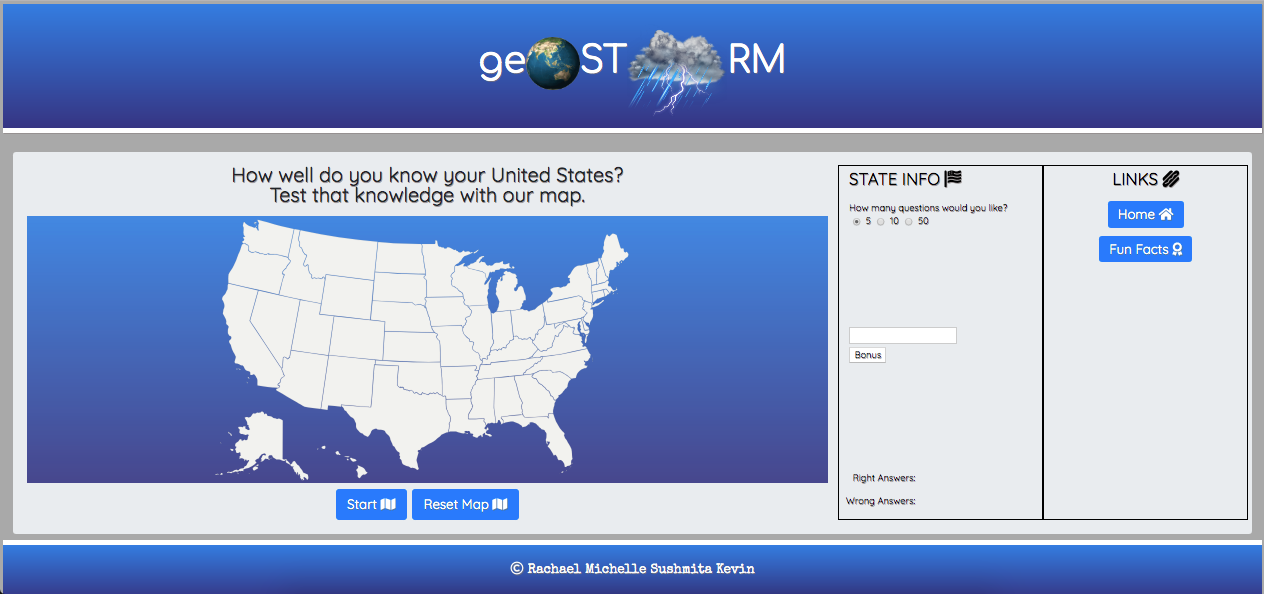 geSTRM
How well do you know your United States?
Test that knowledge with our map.
Start
Reset Map
STATE INFO
How many questions would you like?
5 10 50
Bonus
Right Answers:
Wrong Answers:
LINKS
Home
Fun Facts
© Rachael Michelle Sushmita Kevin